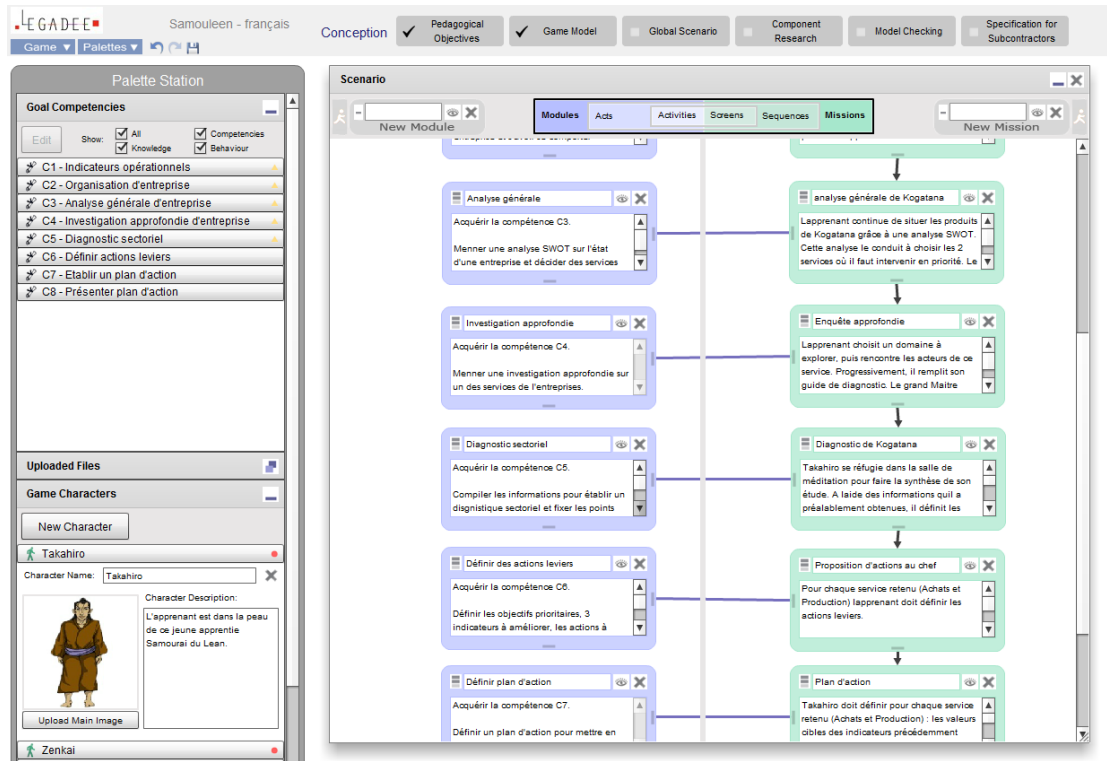 LEGADEE
Samouleen - français
Game ▼ Palettes ▼
Conception
Pedagogical
Objectives
Game Model
Global Scenario
Component
Research
Model Checking
Specification for
Subcontractors
Palette Station
Goal Competencies
Edit
Show:
All
Competencies
Knowledge
Behaviour
C1 - Indicateurs opérationnels
C2 - Organisation d'entreprise
C3 - Analyse générale d'entreprise
C4 - Investigation approfondie d'entreprise
C5 - Diagnostic sectoriel
C6 - Définir actions leviers
C7 - Etablir un plan d'action
C8 - Présenter plan d'action
Uploaded Files
Game Characters
New Character
Takahiro
Character Name: Takahiro
Character Description:
L'apprenant est dans la peau
de ce jeune apprentie
Samourai du Lean.
Upload Main Image
Zenkai
Scenario
New Module
Modules Acts Activities Screens Sequences Missions
New Mission
Analyse générale
Acquérir la compétence C3.
Menner une analyse SWOT sur l'état
d'une entreprise et décider des services
analyse générale de Kogatana
Lapprenant continue de situer les produits
de Kogatana grâce à une analyse SWOT.
Cette analyse le conduit à choisir les 2
services où il faut intervenir en priorité. Le
Investigation approfondie
Acquérir la compétence C4.
Menner une investigation approfondie sur
un des services de l'entreprises.
Enquête approfondie
Lapprenant choisit un domaine à
explorer, puis rencontre les acteurs de ce
service. Progressivement, il remplit son
guide de diagnostic. Le grand Maitre
Diagnostic sectoriel
Acquérir la compétence C5.
Compiler les informations pour établir un
disgnistique sectoriel et fixer les points
Diagnostic de Kogatana
Takahiro se réfugie dans la salle de
méditation pour faire la synthèse de son
étude. A laide des informations quil a
préalablement obtenues, il définit les
Définir des actions leviers
Acquérir la compétence C6.
Définir les objectifs prioritaires, 3
indicateurs à améliorer, les actions à
Proposition d'actions au chef
Pour chaque service retenu (Achats et
Production) lapprenant doit définir les
actions leviers.
Définir plan d'action
Acquérir la compétence C7.
Définir un plan d'action pour mettre en
Plan d'action
Takahiro doit définir pour chaque service
retenu (Achats et Production) : les valeurs
cibles des indicateurs précédemment